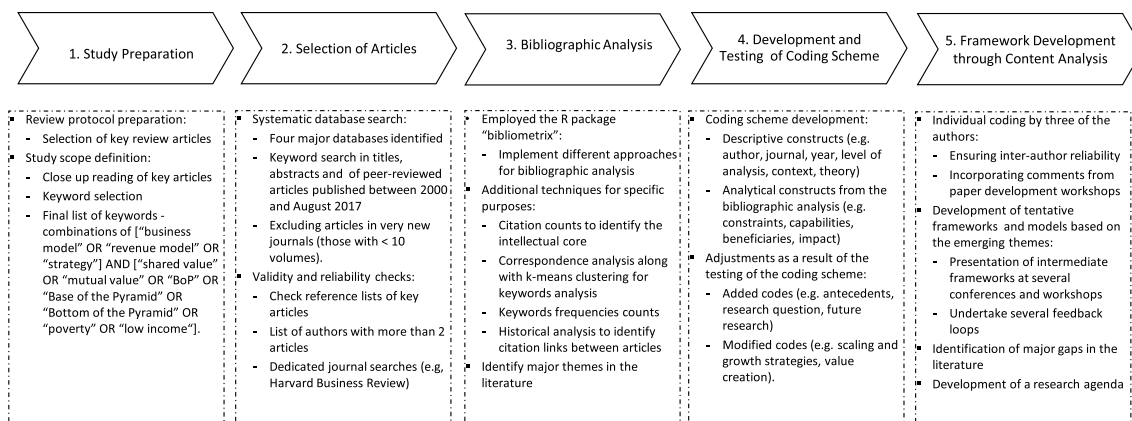 1. Study Preparation
2. Selection of Articles
3. Bibliographic Analysis
4. Development and
Testing of Coding Scheme
5. Framework Development
through Content Analysis
▪ Review protocol preparation:
- Selection of key review articles
▪ Study scope definition:
- Close up reading of key articles
- Keyword selection
- Final list of keywords -
combinations of [“business
model” OR “revenue model” OR
“strategy”] AND [“shared value”
OR “mutual value” OR “BoP” OR
“Base of the Pyramid” OR
“Bottom of the Pyramid” OR
“poverty” OR “low income“].
▪ Systematic database search:
- Four major databases identified
- Keyword search in titles,
abstracts and of peer-reviewed
articles published between 2000
and August 2017
- Excluding articles in very new
journals (those with < 10
volumes).
▪ Validity and reliability checks:
- Check reference lists of key
articles
- List of authors with more than 2
articles
- Dedicated journal searches (e.g,
Harvard Business Review)
▪ Employed the R package
“bibliometrix”:
- Implement different approaches
for bibliographic analysis
▪ Additional techniques for specific
purposes:
- Citation counts to identify the
intellectual core
- Correspondence analysis along
with k-means clustering for
keywords analysis
- Keywords frequencies counts
- Historical analysis to identify
citation links between articles
▪ Identify major themes in the
literature
▪ Coding scheme development:
- Descriptive constructs (e.g.
author, journal, year, level of
analysis, context, theory)
- Analytical constructs from the
bibliographic analysis (e.g.
constraints, capabilities,
beneficiaries, impact)
▪ Adjustments as a result of the
testing of the coding scheme:
- Added codes (e.g. antecedents,
research question, future
research)
- Modified codes (e.g. scaling and
growth strategies, value
creation).
▪ Individual coding by three of the
authors:
- Ensuring inter-author reliability
- Incorporating comments from
paper development workshops
▪ Development of tentative
frameworks and models based on
the emerging themes:
- Presentation of intermediate
frameworks at several
conferences and workshops
- Undertake several feedback
loops
▪ Identification of major gaps in the
literature
▪ Development of a research agenda